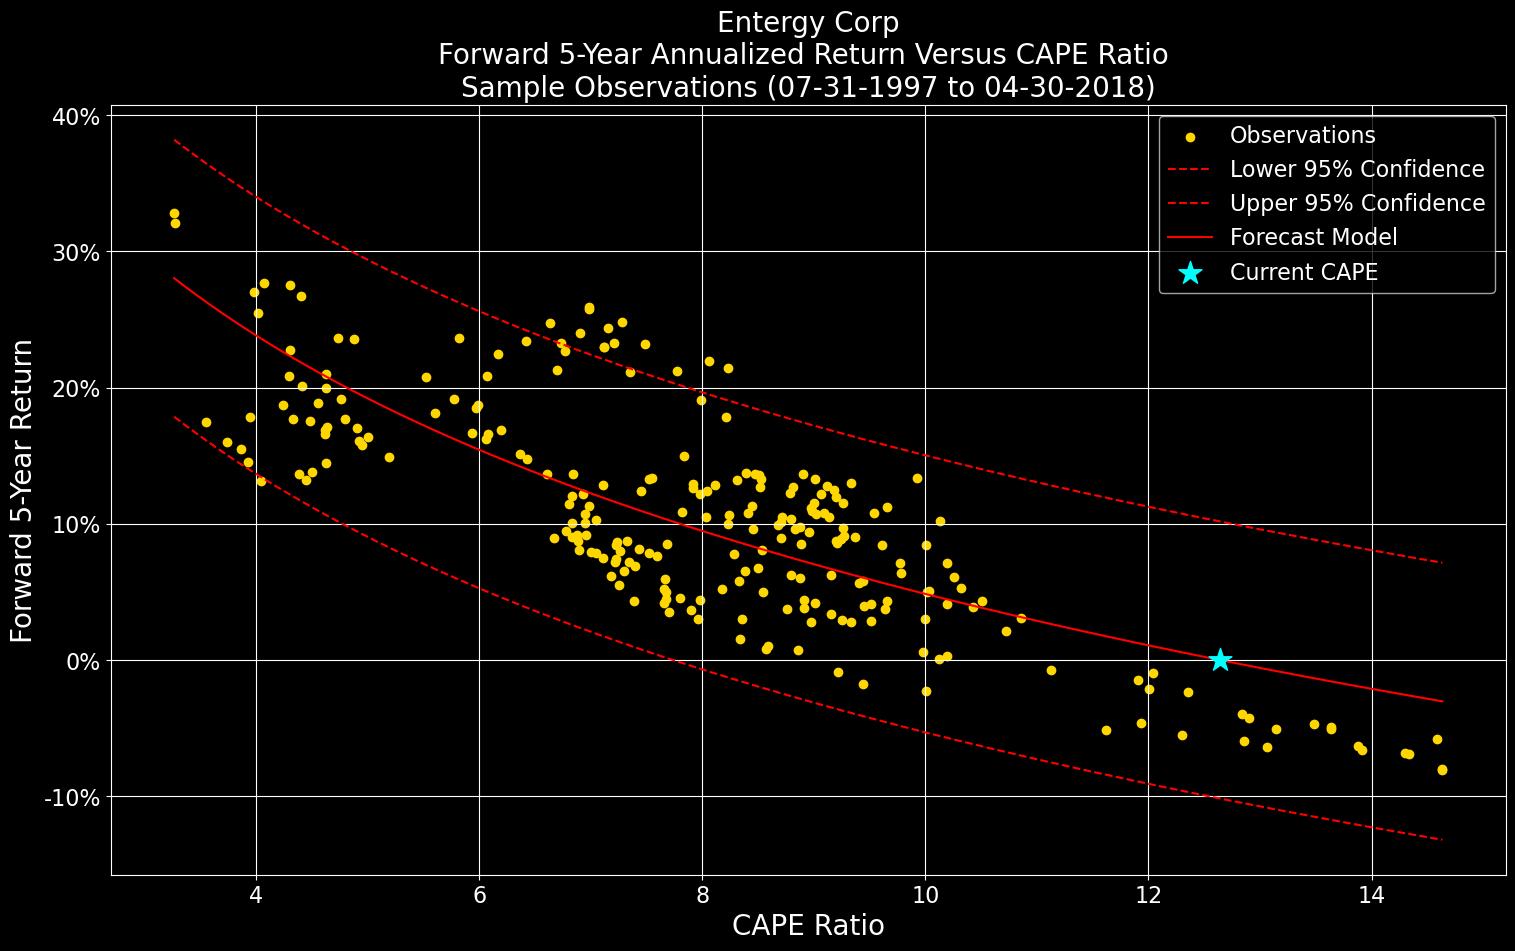 Entergy Corp
Forward 5-Year Annualized Return Versus CAPE Ratio
Sample Observations (07-31-1997 to 04-30-2018)
40%
30%
20%
10%
0%
-10%
Forward 5-Year Return
Observations
Lower 95% Confidence
Upper 95% Confidence
Forecast Model
Current CAPE
4 6 8 10 12 14
CAPE Ratio